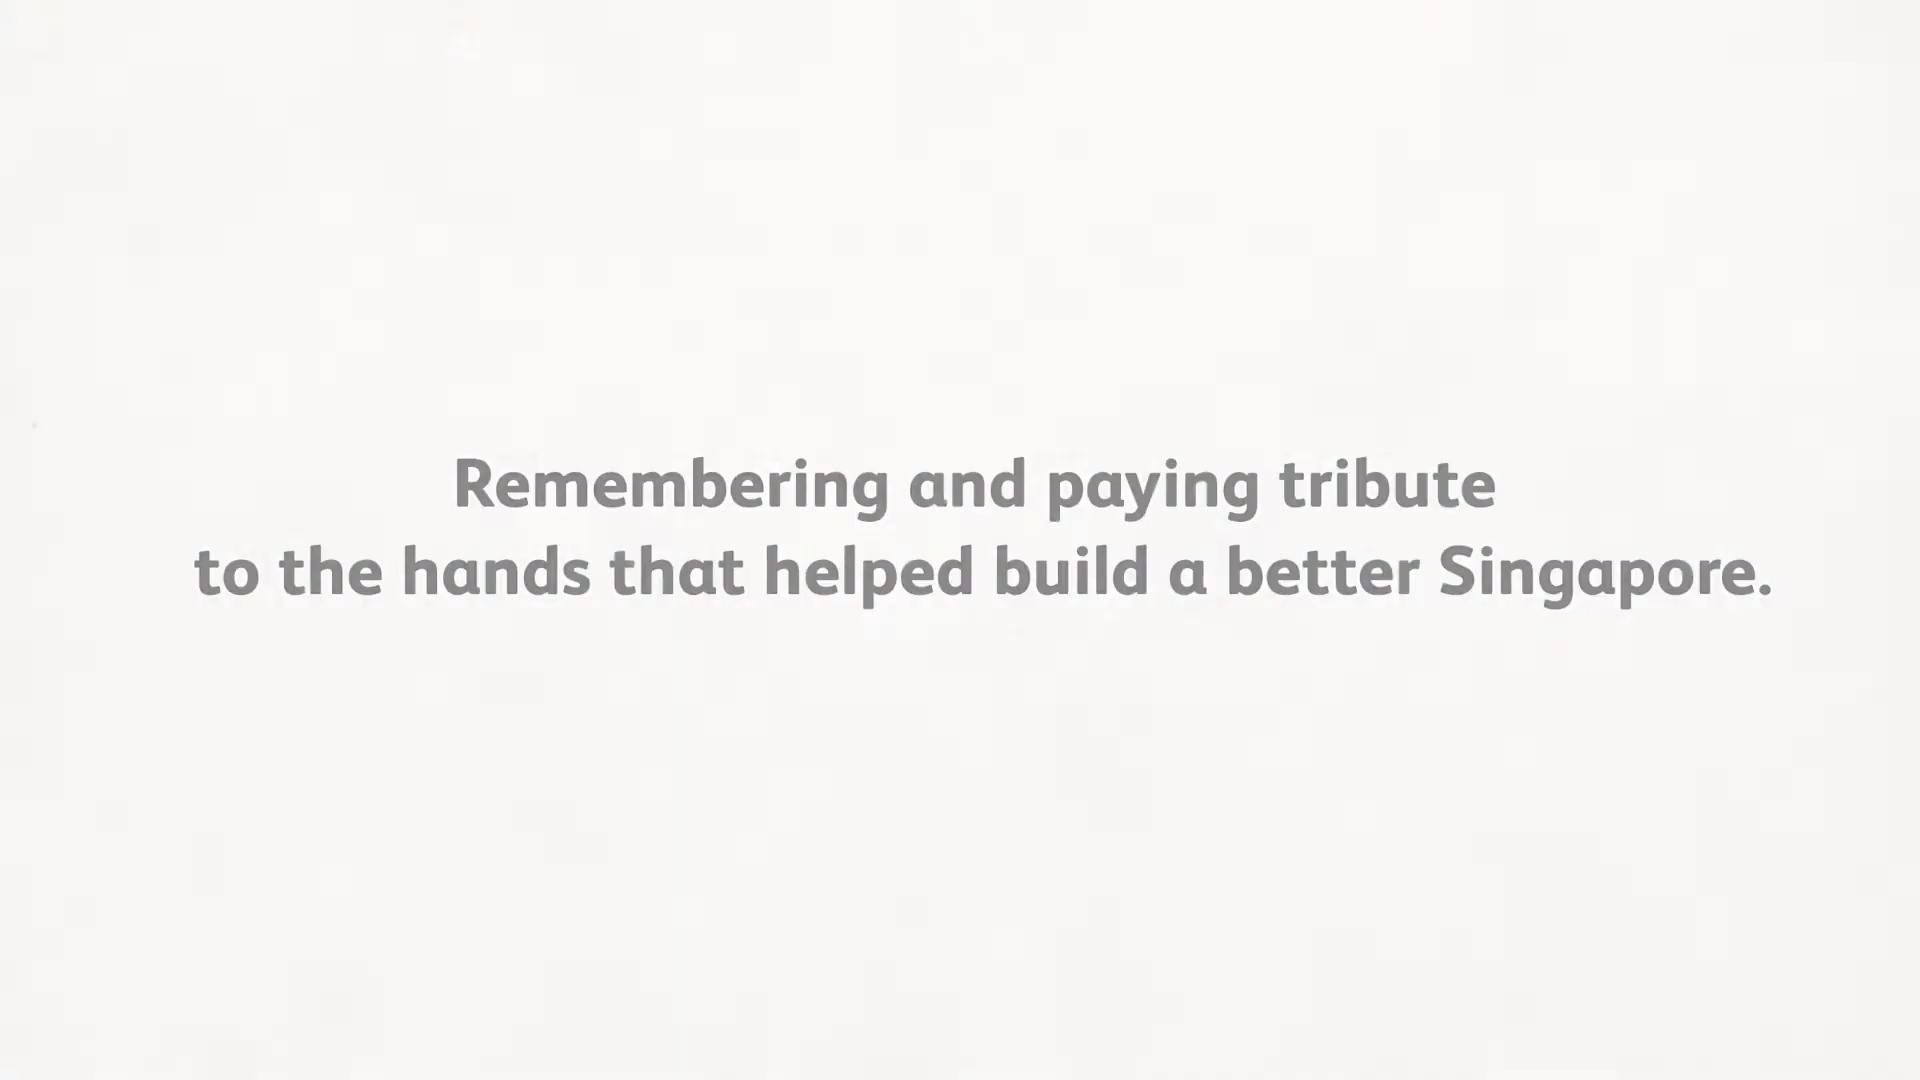 Remembering and paying tribute
to the hands that helped build a better Singapore.